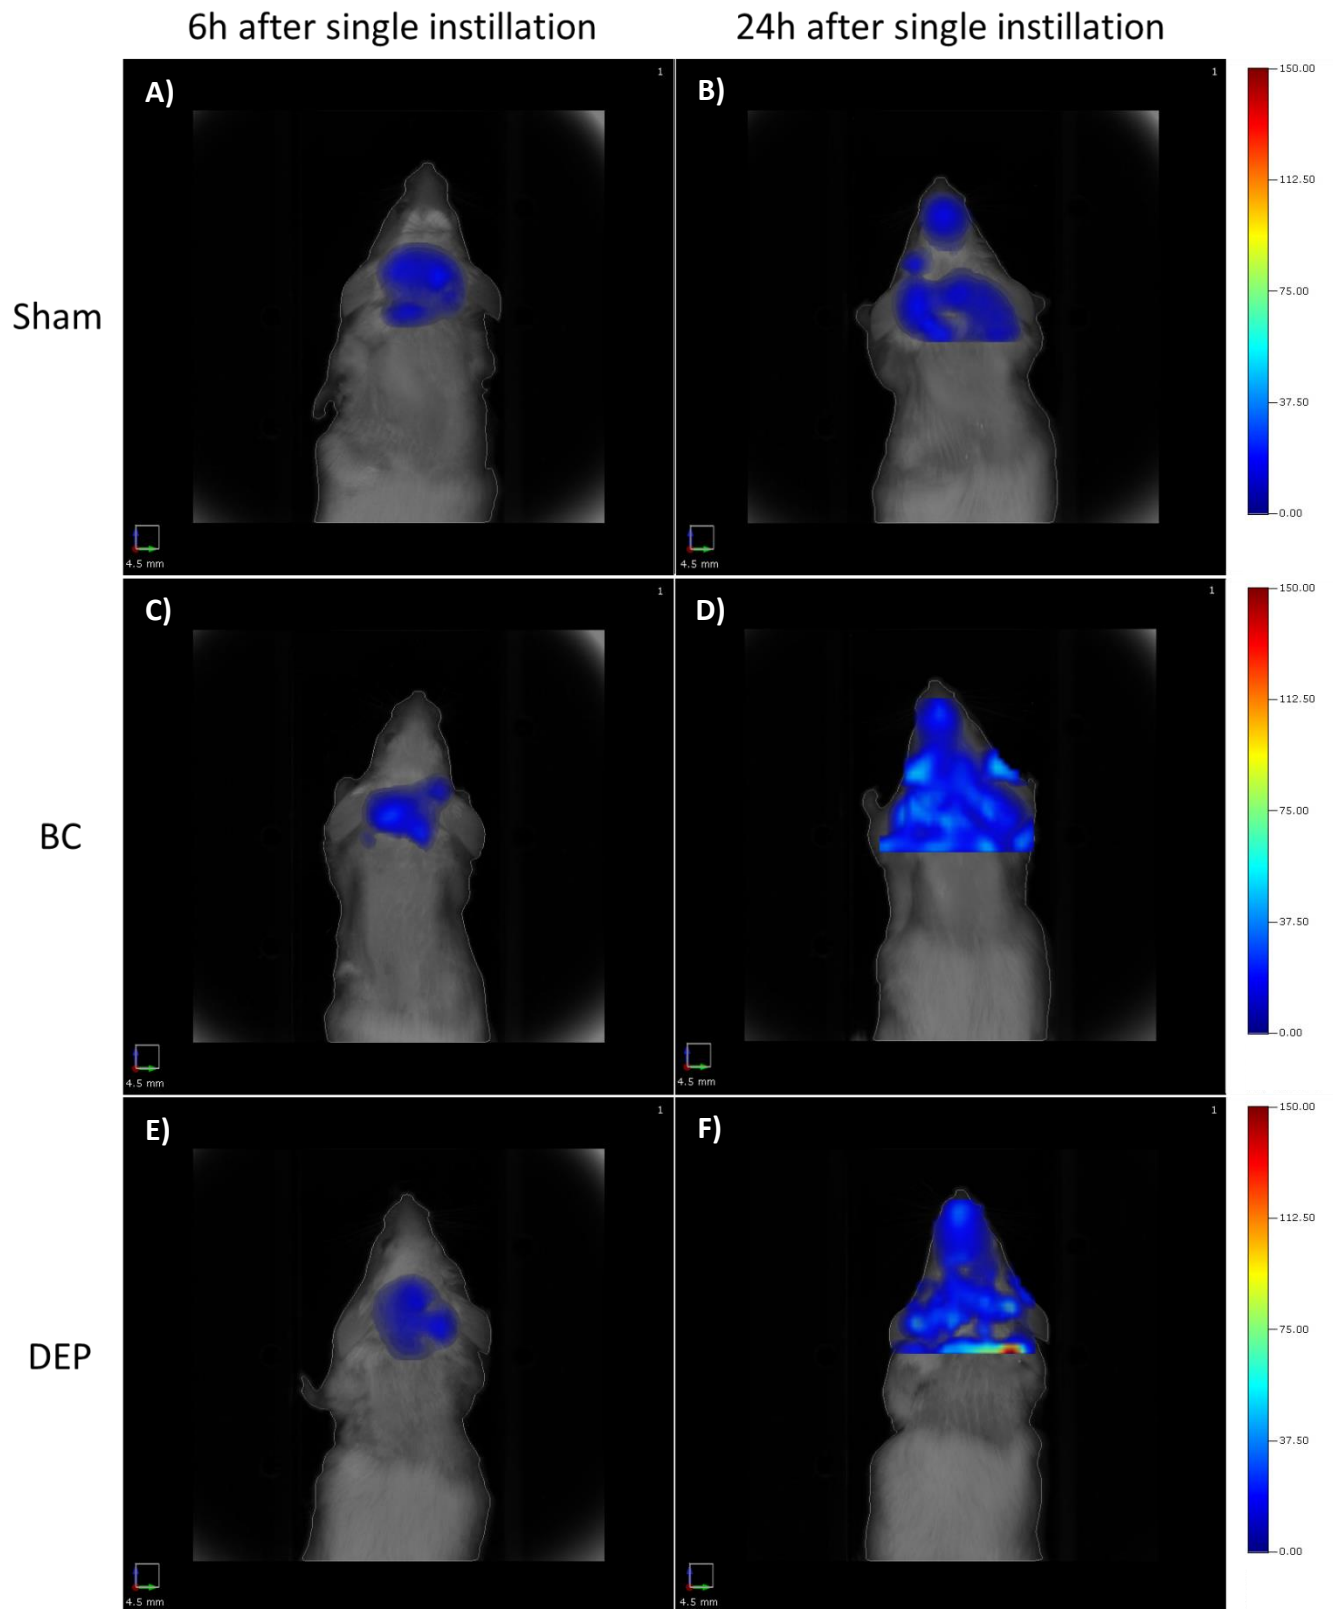 6h after single instillation 24h after single instillation
A) 1 B) 1 150.00
112.50
Sham 75.00
37.50
0.00
4.5 mm 4.5 mm
C) 1 D) 1 150.00
112.50
BC 75.00
37.50
0.00
4.5 mm 4.5 mm
E) 1 F) 1 150.00
112.50
DEP 75.00
37.50
0.00
4.5 mm 4.5 mm